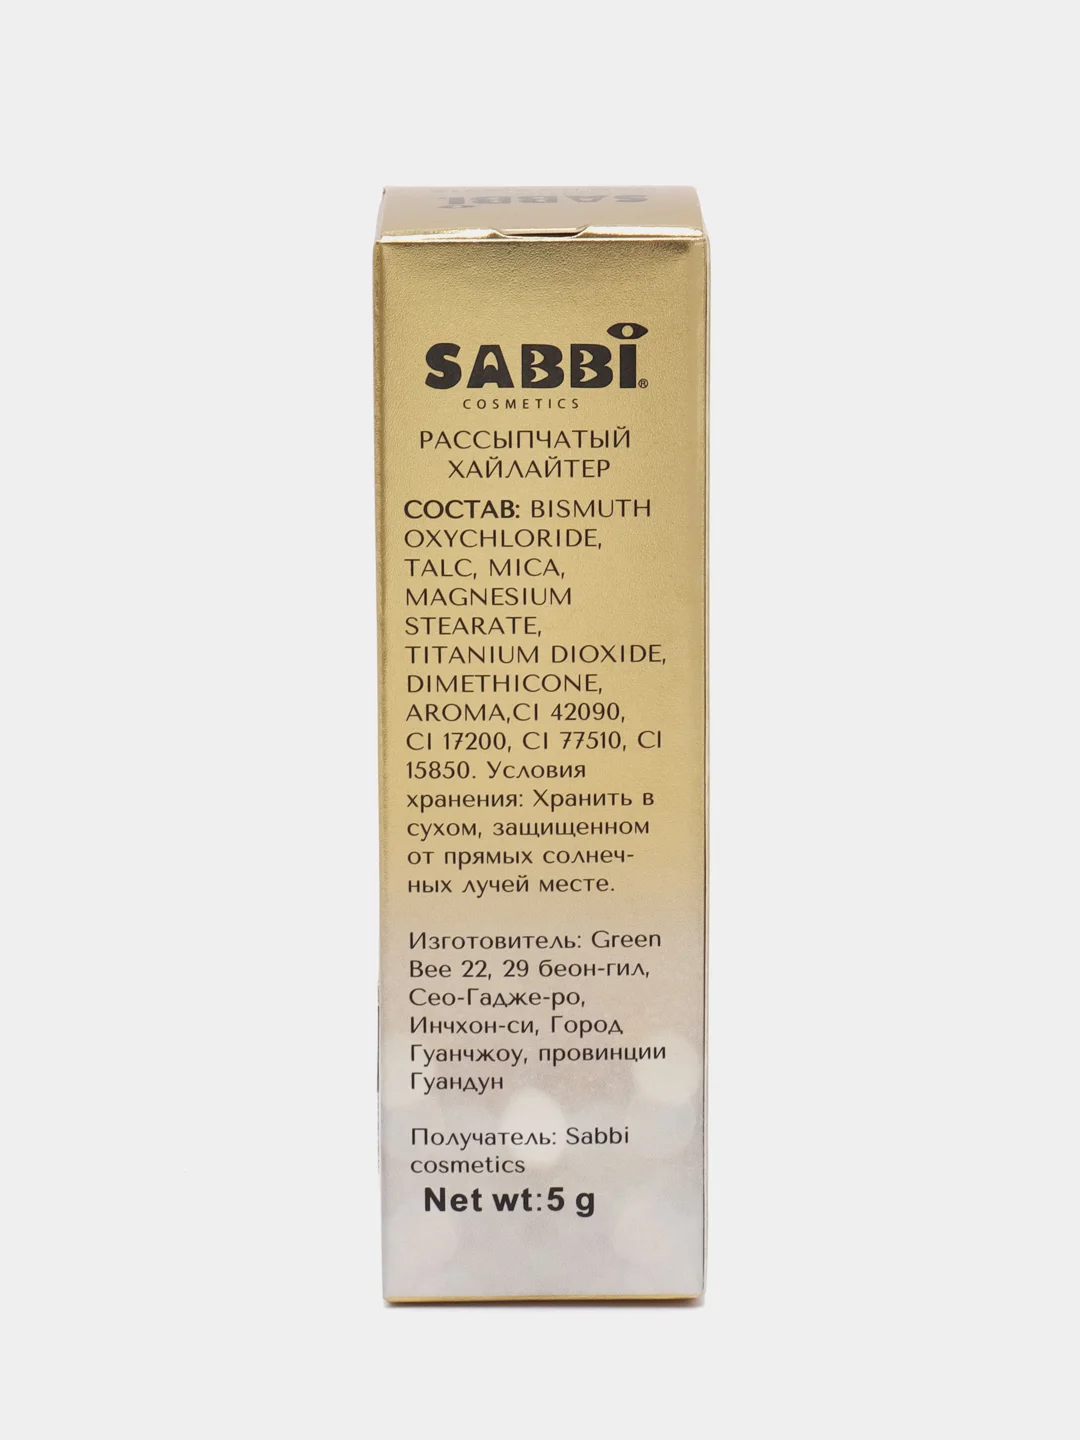 SABBI
SABBI®
COSMETICS
РАССЫПЧАТЫЙ
ХАЙЛАЙТЕР
СОСТАВ: BISMUTH
OXYCHLORIDE,
TALC, MICA,
MAGNESIUM
STEARATE,
TITANIUM DIOXIDE,
DIMETHICONE,
AROMA,CI 42090,
CI 17200, CI 77510, CI
15850. Условия
хранения: Хранить в
сухом, защищенном
от прямых солнеч-
ных лучей месте.
Изготовитель: Green
Bee 22, 29 беон-гил,
Сео-Гадже-ро,
Инчхон-си, Город
Гуанчжоу, провинции
Гуандун
Получатель: Sabbi
cosmetics
Net wt:5 g